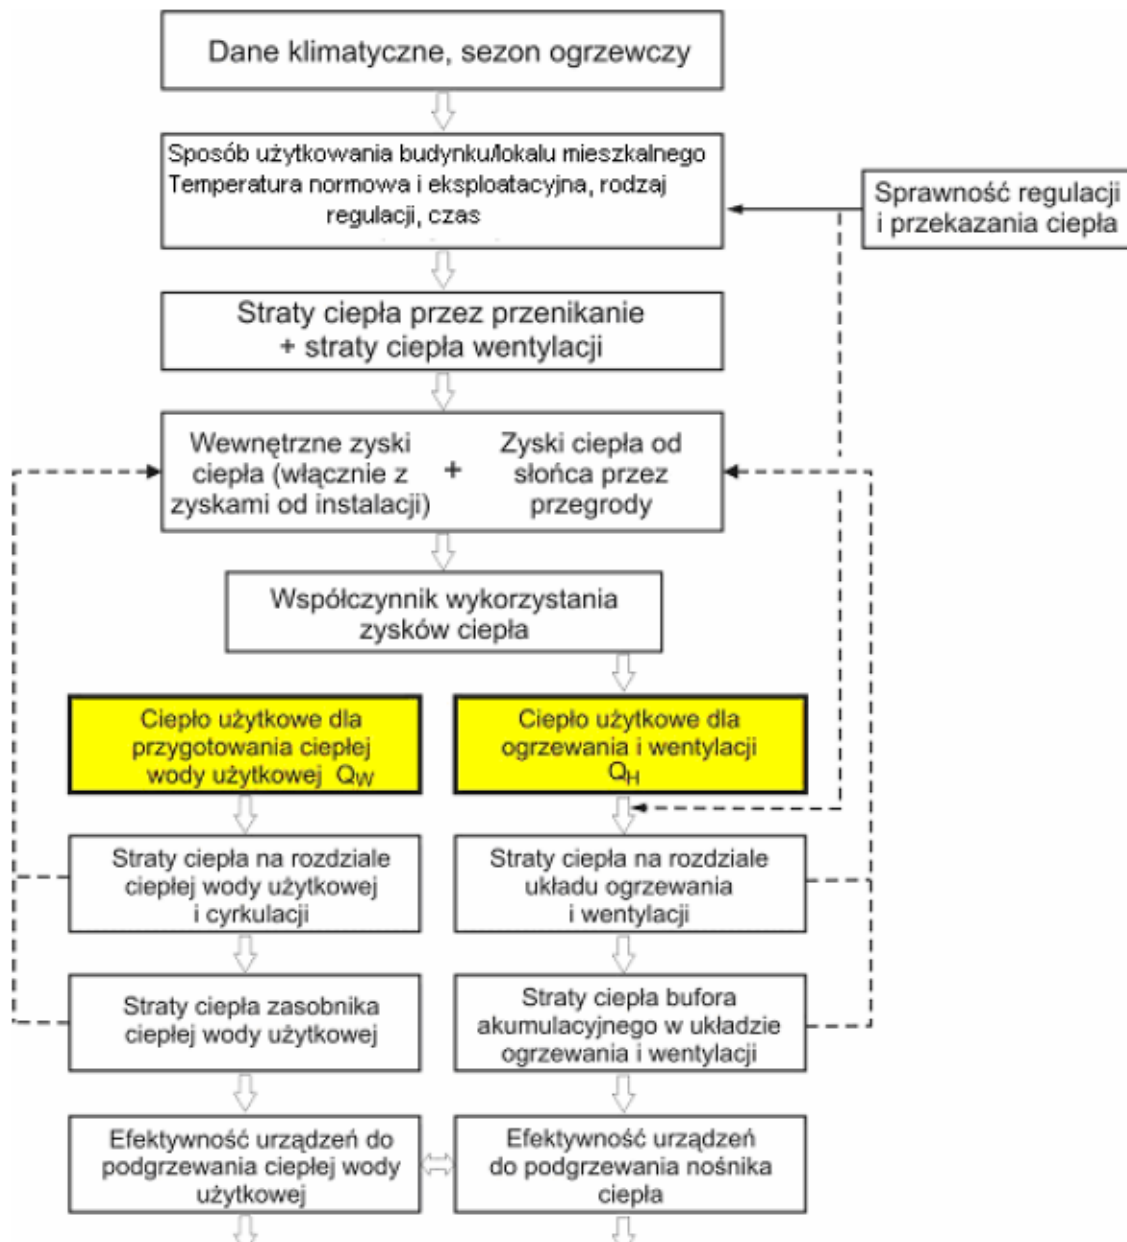 Dane klimatyczne, sezon ogrzewczy
Sposób użytkowania budynku/lokalu mieszkalnego
Temperatura normowa i eksploatacyjna, rodzaj
regulacji, czas
Sprawność regulacji
i przekazania ciepła
Straty ciepła przez przenikanie
+ straty ciepła wentylacji
Wewnętrzne zyski
ciepła (włącznie z
zyskami od instalacji)
+
Zyski ciepła od
słońca przez
przegrody
Współczynnik wykorzystania
zysków ciepła
Ciepło użytkowe dla
przygotowania ciepłej
wody użytkowej QW
Ciepło użytkowe dla
ogrzewania i wentylacji
QH
Straty ciepła na rozdziale
ciepłej wody użytkowej
i cyrkulacji
Straty ciepła na rozdziale
układu ogrzewania
i wentylacji
Straty ciepła zasobnika
ciepłej wody użytkowej
Straty ciepła bufora
akumulacyjnego w układzie
ogrzewania i wentylacji
Efektywność urządzeń do
podgrzewania ciepłej wody
użytkowej
Efektywność urządzeń
do podgrzewania nośnika
ciepła